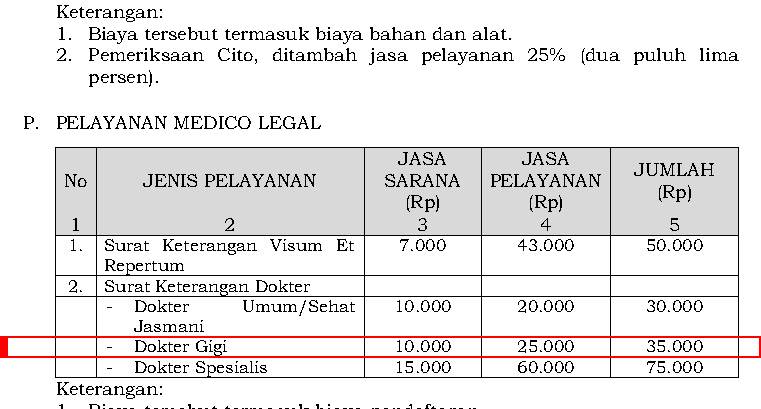 Keterangan:
1. Biaya tersebut termasuk biaya bahan dan alat.
2. Pemeriksaan Cito, ditambah jasa pelayanan 25% (dua puluh lima
persen).
P. PELAYANAN MEDICO LEGAL
No JENIS PELAYANAN JASA SARANA (Rp) JASA PELAYANAN (Rp) JUMLAH (Rp)
1 2 3 4 5
1. Surat Keterangan Visum Et 7.000 43.000 50.000
Repertum
2. Surat Keterangan Dokter
- Dokter Umum/Sehat 10.000 20.000 30.000
Jasmani
- Dokter Gigi 10.000 25.000 35.000
- Dokter Spesialis 15.000 60.000 75.000
Keterangan: